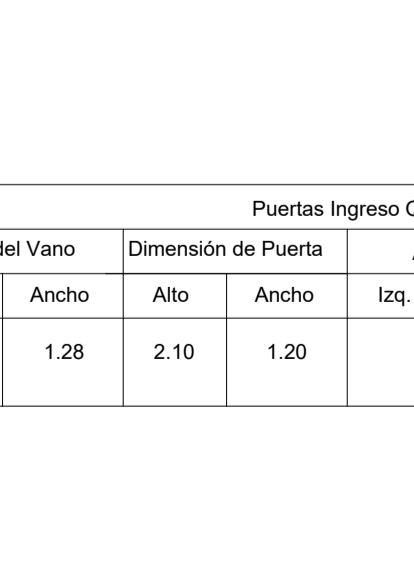 Puertas Ingreso
del Vano Dimensión de Puerta
Ancho Alto Ancho Izq.
1.28 2.10 1.20